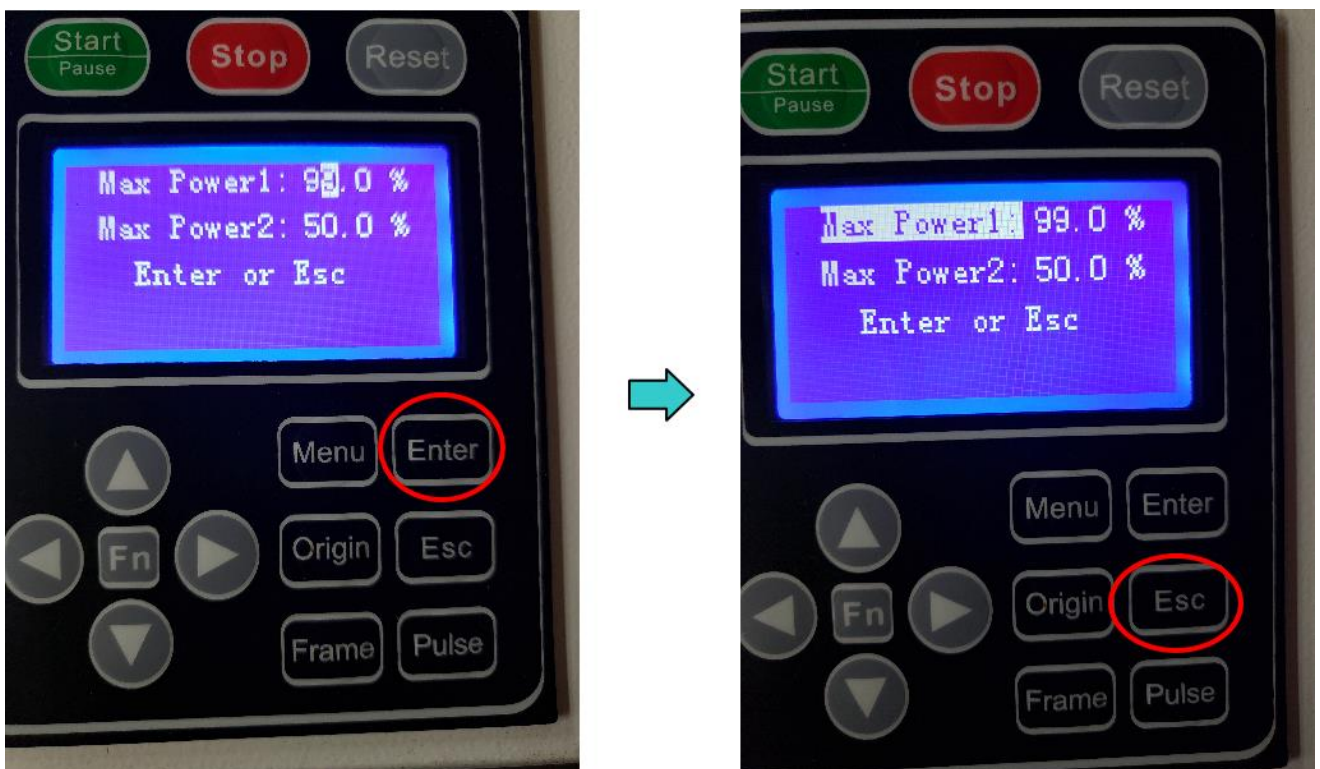 Start
Pause
Stop
Reset
Max Power1: 99.0 %
Max Power2: 50.0 %
Enter or Esc
Menu
Enter
Fn
Origin
Esc
Frame
Pulse
Start
Pause
Stop
Reset
Max Power1: 99.0 %
Max Power2: 50.0 %
Enter or Esc
Menu
Enter
Fn
Origin
Esc
Frame
Pulse